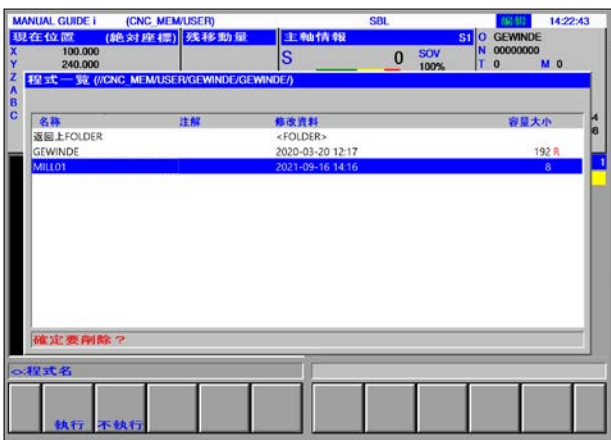 MANUAL GUIDE i (CNC_MEM/USER) SBL 編輯 14:22:43
現在位置 (絶対座標) 残移動量 主軸情報 S1 O GEWINDE
X 100.000 S 0 SOV N 00000000
Y 240.000 100% T 0 M 0
Z 程式一覧 (//CNC_MEM/USER/GEWINDE/GEWINDE/)
A
B
C 名称 注解 修改資料 容量大小
返回上FOLDER <FOLDER>
GEWINDE 2020-03-20 12:17 192 R
MILL01 2021-09-16 14:16 8
1
確定要削除？
<>:程式名
執行 不執行